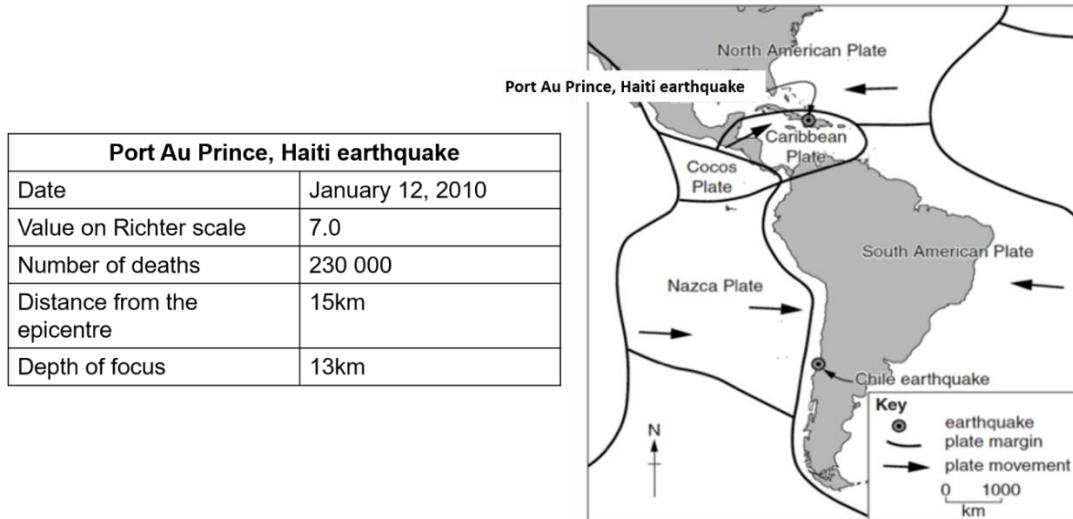 Port Au Prince, Haiti earthquake
Date January 12, 2010
Value on Richter scale 7.0
Number of deaths 230 000
Distance from the
epicentre 15km
Depth of focus 13km
North American Plate
Port Au Prince, Haiti earthquake
Caribbean
Plate
Cocos
Plate
South American Plate
Nazca Plate
Chile earthquake
Key
earthquake
plate margin
plate movement
0 1000
km
N